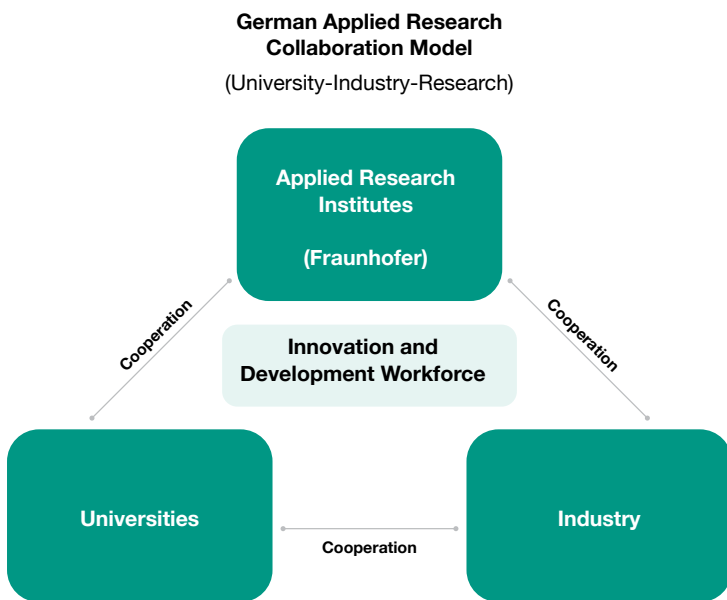 German Applied Research
Collaboration Model
(University-Industry-Research)
Applied Research
Institutes
(Fraunhofer)
Cooperation
Cooperation
Innovation and
Development Workforce
Universities
Industry
Cooperation